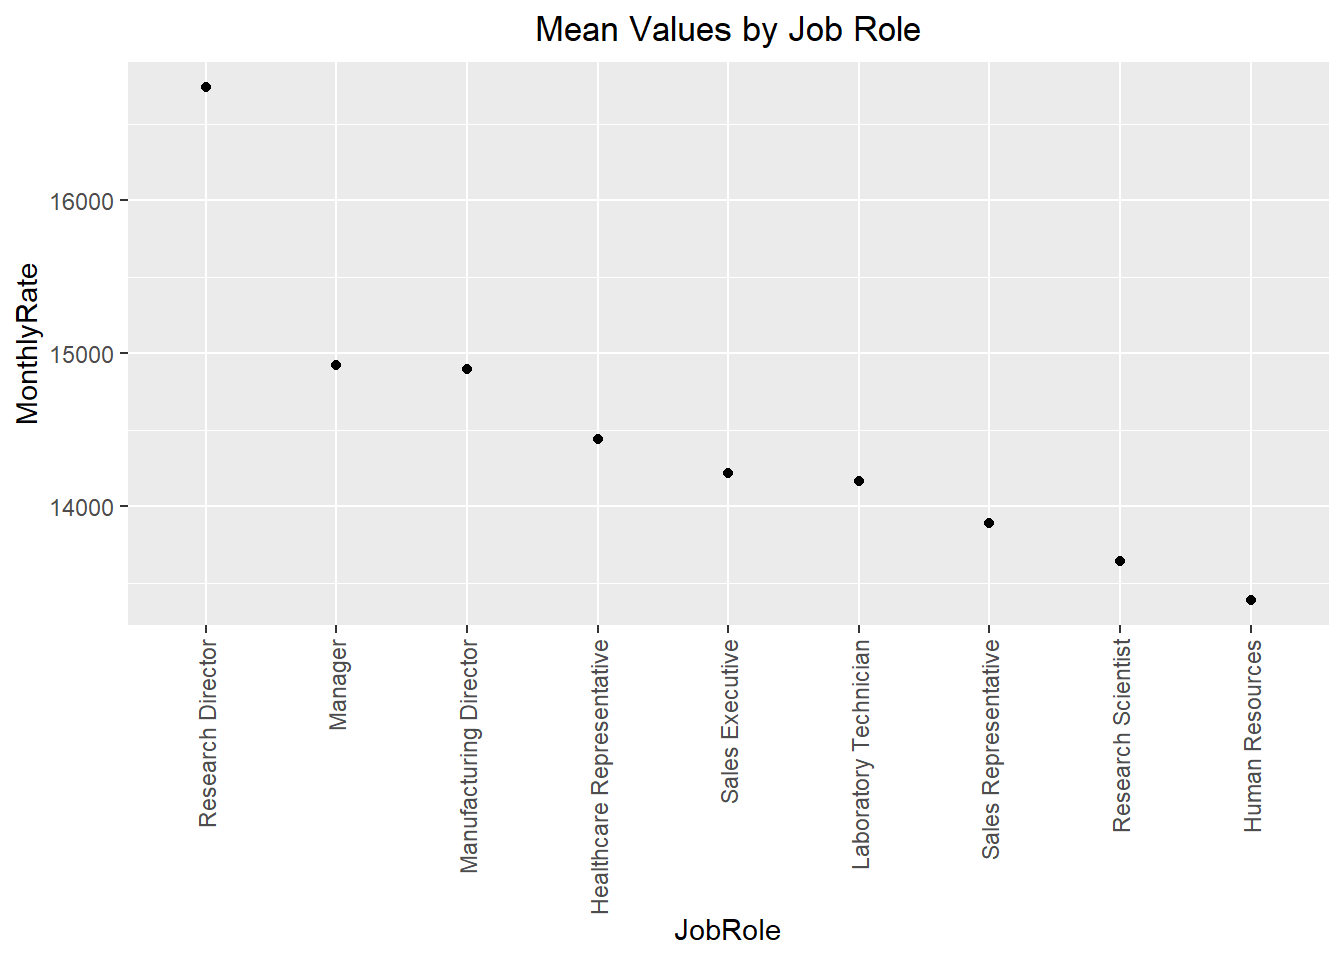 Mean Values by Job Role
MonthlyRate
16000
15000
14000
Research Director
Manager
Manufacturing Director
Healthcare Representative
Sales Executive
Laboratory Technician
Sales Representative
Research Scientist
Human Resources
JobRole